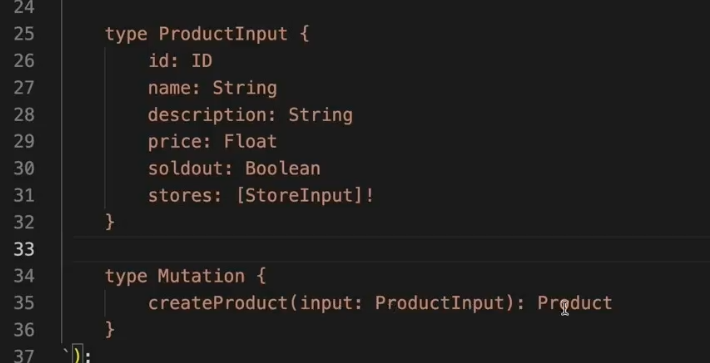 24
25 type ProductInput {
26 id: ID
27 name: String
28 description: String
29 price: Float
30 soldout: Boolean
31 stores: [StoreInput]!
32 }
33
34 type Mutation {
35 createProduct(input: ProductInput): Product
36 }
37 `);